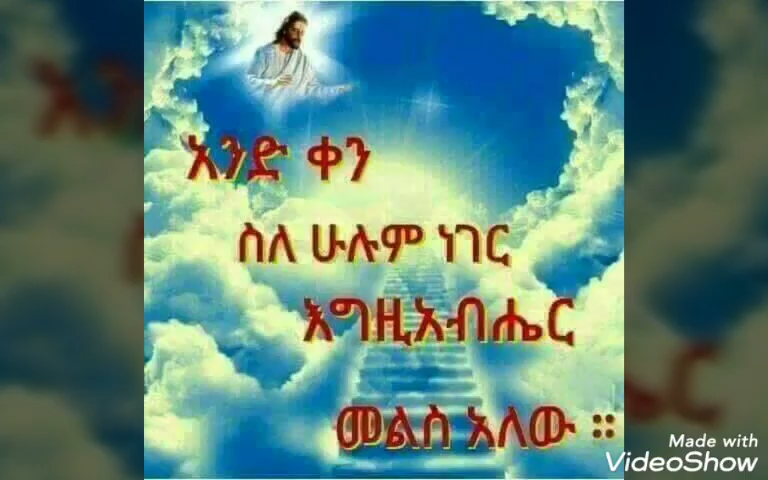 አንድ ቀን
ስለ ሁሉም ነገር
እግዚአብሔር
መልስ አለው ።
Made with
VideoShow